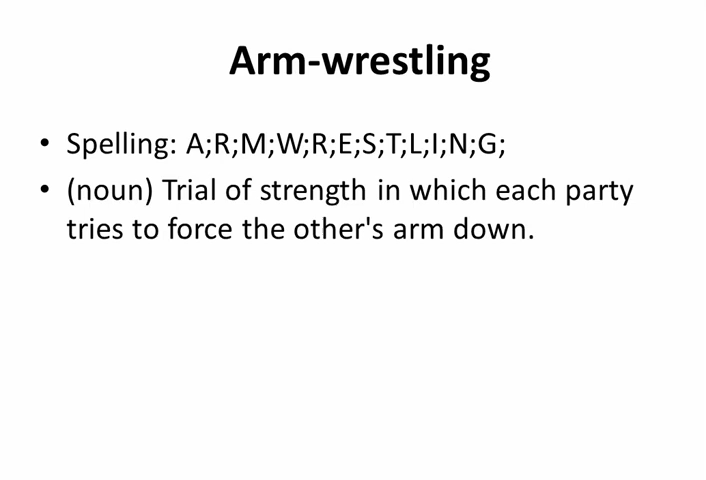 Arm-wrestling
• Spelling: A;R;M;W;R;E;S;T;L;I;N;G;
• (noun) Trial of strength in which each party
tries to force the other's arm down.